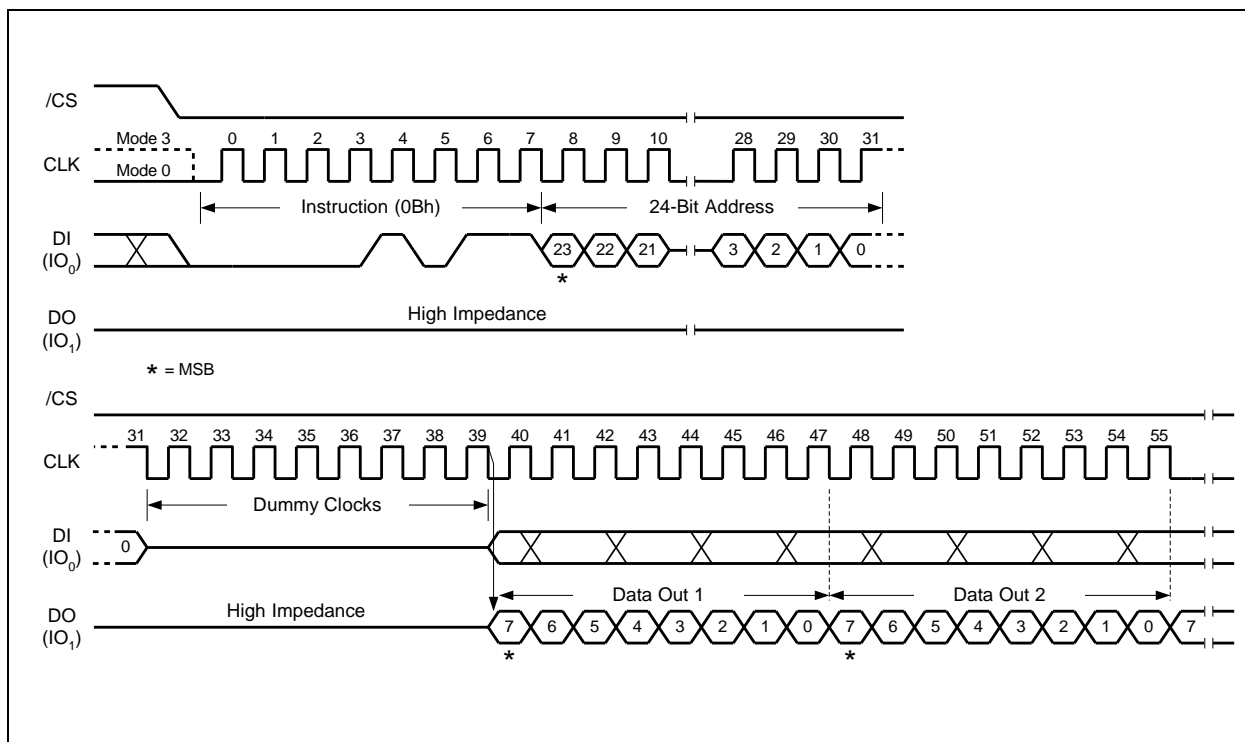 /CS
Mode 3 0 1 2 3 4 5 6 7 8 9 10 28 29 30 31
CLK Mode 0
Instruction (0Bh) 24-Bit Address
DI
(IO0) 23 22 21 3 2 1 0
*
High Impedance
DO
(IO1)
* = MSB
/CS
31 32 33 34 35 36 37 38 39 40 41 42 43 44 45 46 47 48 49 50 51 52 53 54 55
CLK
Dummy Clocks
DI
(IO0) 0
Data Out 1 Data Out 2
High Impedance
DO
(IO1) 7 6 5 4 3 2 1 0 7 6 5 4 3 2 1 0 7
* *